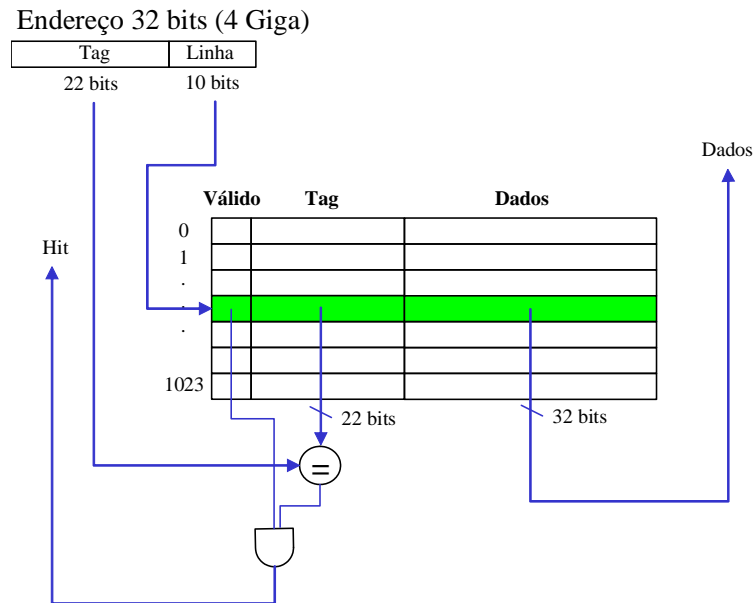 Endereço 32 bits (4 Giga)
Tag Linha
22 bits 10 bits
Dados
Válido Tag Dados
0
Hit
1
.
.
.
1023
22 bits 32 bits
=